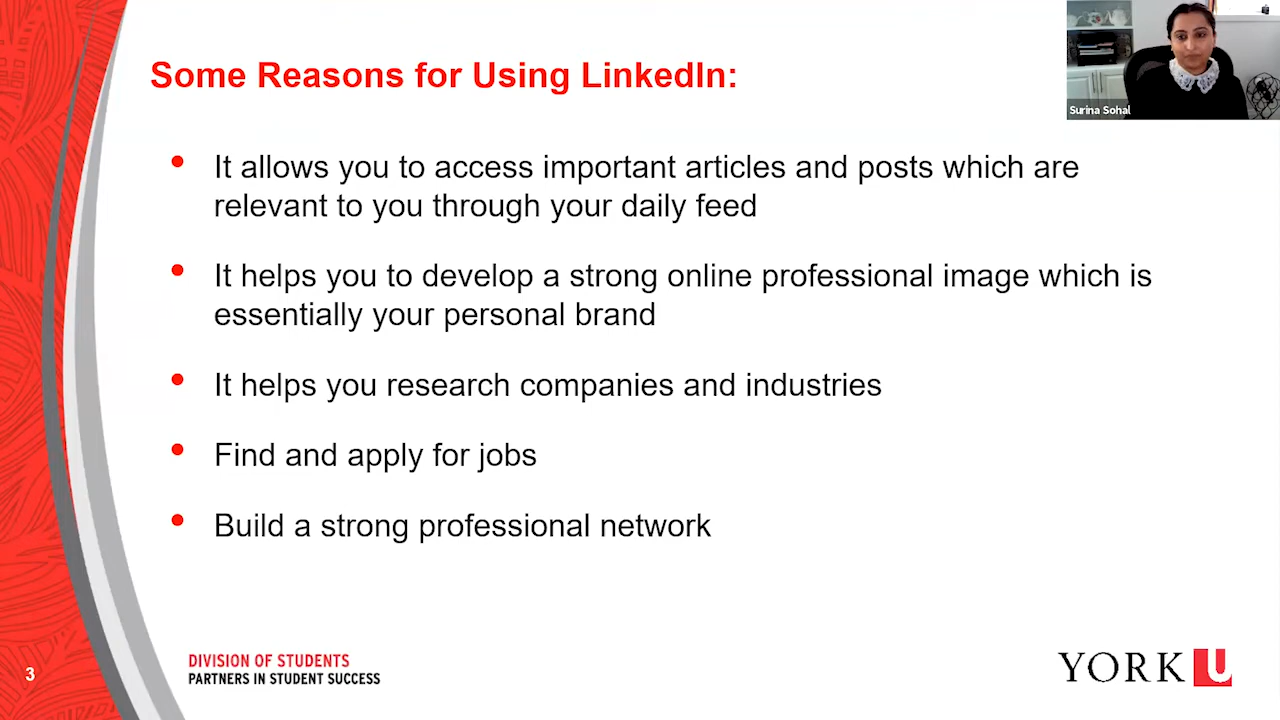 Some Reasons for Using LinkedIn:
Surina Sohal
• It allows you to access important articles and posts which are
relevant to you through your daily feed
• It helps you to develop a strong online professional image which is
essentially your personal brand
• It helps you research companies and industries
• Find and apply for jobs
• Build a strong professional network
3
DIVISION OF STUDENTS
PARTNERS IN STUDENT SUCCESS
YORK U